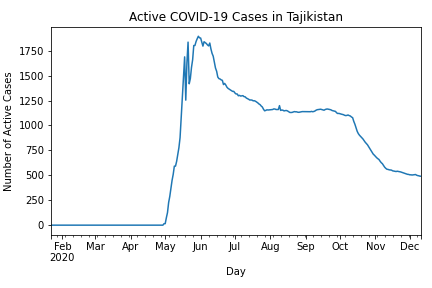 Active COVID-19 Cases in Tajikistan
Number of Active Cases
1750
1500
1250
1000
750
500
250
0
Feb Mar Apr May Jun Jul Aug Sep Oct Nov Dec
2020
Day